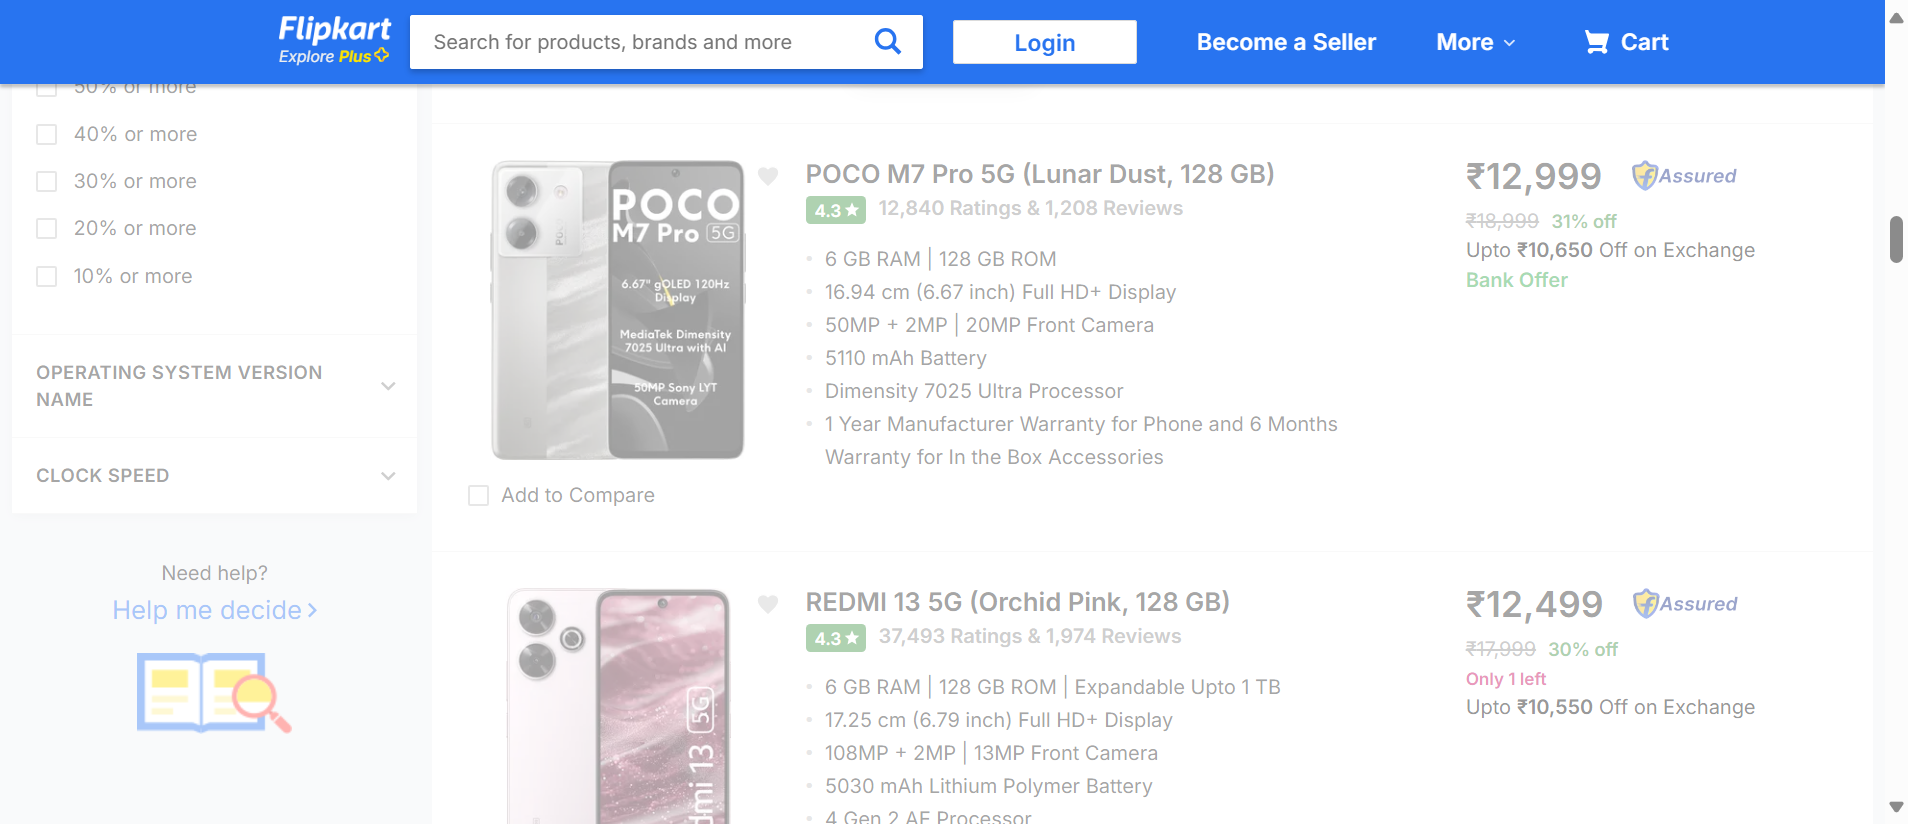 Flipkart
Explore Plus
Search for products, brands and more
Login
Become a Seller
More
Cart
50% or more
40% or more
30% or more
20% or more
10% or more
OPERATING SYSTEM VERSION
NAME
CLOCK SPEED
Need help?
Help me decide
POCO
M7 Pro 5G
6.67" gOLED 120Hz
Display
MediaTek Dimensity
7025 Ultra with AI
50MP Sony LYT
Camera
Add to Compare
POCO M7 Pro 5G (Lunar Dust, 128 GB)
4.3 12,840 Ratings & 1,208 Reviews
6 GB RAM | 128 GB ROM
16.94 cm (6.67 inch) Full HD+ Display
50MP + 2MP | 20MP Front Camera
5110 mAh Battery
Dimensity 7025 Ultra Processor
1 Year Manufacturer Warranty for Phone and 6 Months
Warranty for In the Box Accessories
₹12,999 Assured
₹18,999 31% off
Upto ₹10,650 Off on Exchange
Bank Offer
REDMI 13 5G (Orchid Pink, 128 GB)
4.3 37,493 Ratings & 1,974 Reviews
6 GB RAM | 128 GB ROM | Expandable Upto 1 TB
17.25 cm (6.79 inch) Full HD+ Display
108MP + 2MP | 13MP Front Camera
5030 mAh Lithium Polymer Battery
4 Gen 2 AE Processor
₹12,499 Assured
₹17,999 30% off
Only 1 left
Upto ₹10,550 Off on Exchange